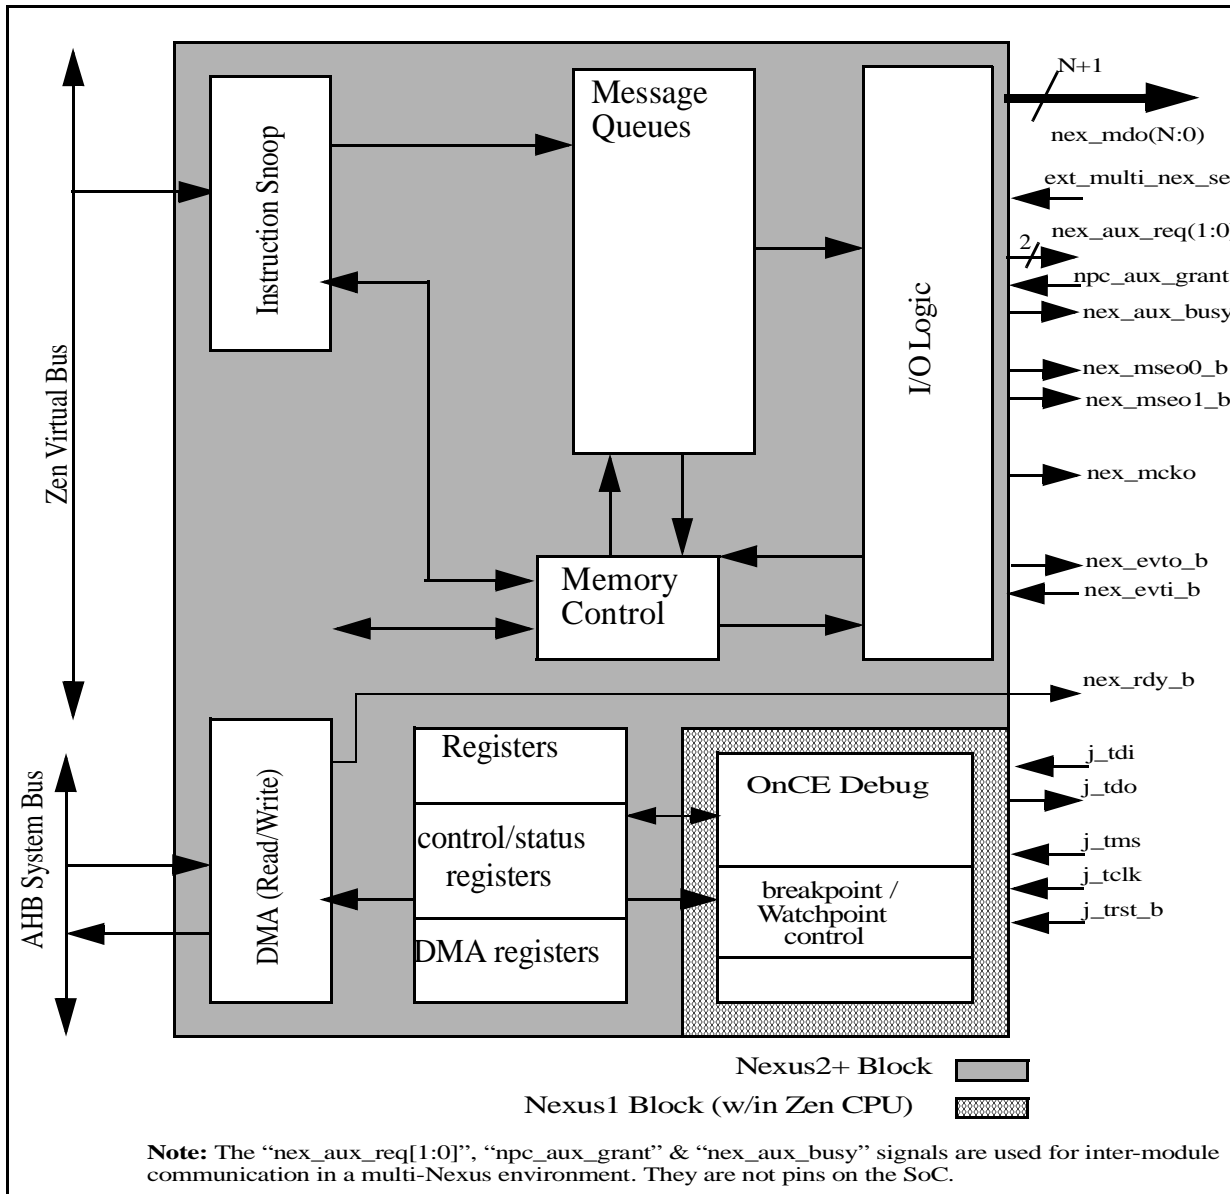 N+1
nex_mdo(N:0)
ext_multi_nex_se
nex_aux_req(1:0
2
npc_aux_grant
nex_aux_busy
nex_mseo0_b
nex_mseo1_b
nex_mcko
nex_evto_b
nex_evti_b
nex_rdy_b
j_tdi
j_tdo
j_tms
j_tclk
j_trst_b
Zen Virtual Bus
AHB System Bus
Instruction Snoop
Message
Queues
I/O Logic
Memory
Control
DMA (Read/Write)
Registers
control/status
registers
DMA registers
OnCE Debug
breakpoint /
Watchpoint
control
Nexus2+ Block
Nexus1 Block (w/in Zen CPU)
Note: The “nex_aux_req[1:0]”, “npc_aux_grant” & “nex_aux_busy” signals are used for inter-module
communication in a multi-Nexus environment. They are not pins on the SoC.